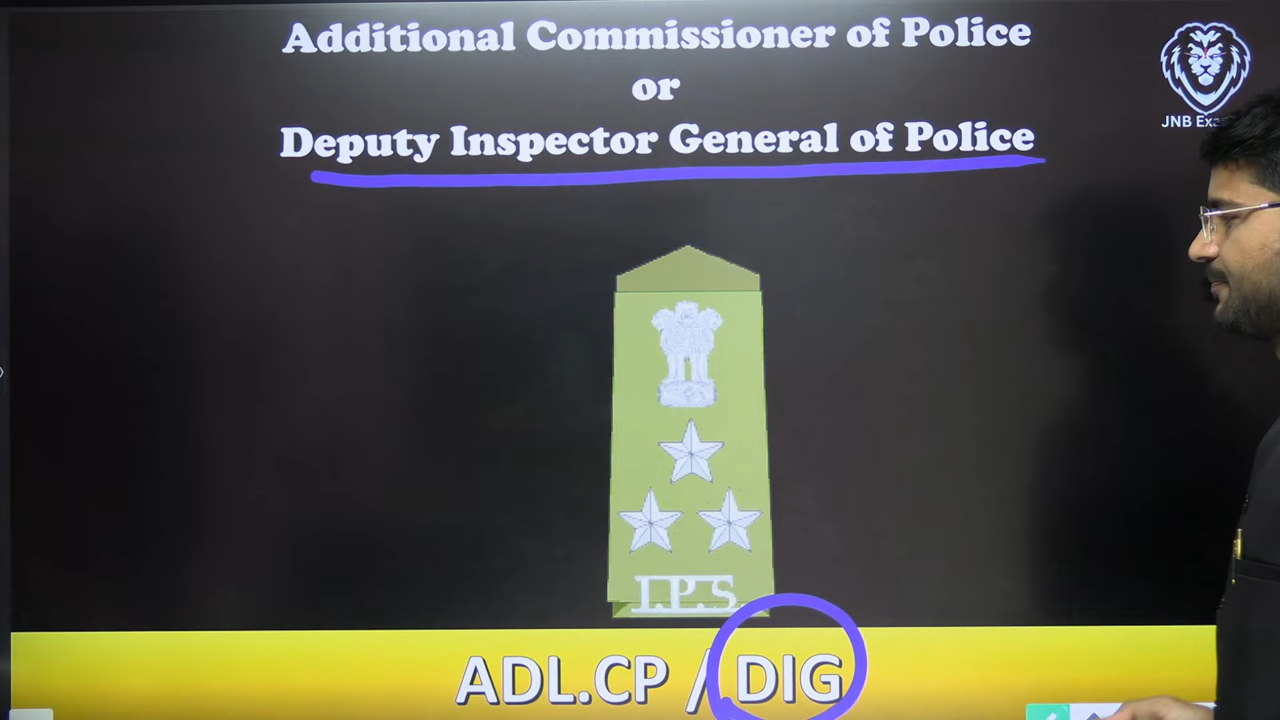 Additional Commissioner of Police
or
Deputy Inspector General of Police
JNB
I.P.S
ADL.CP / DIG